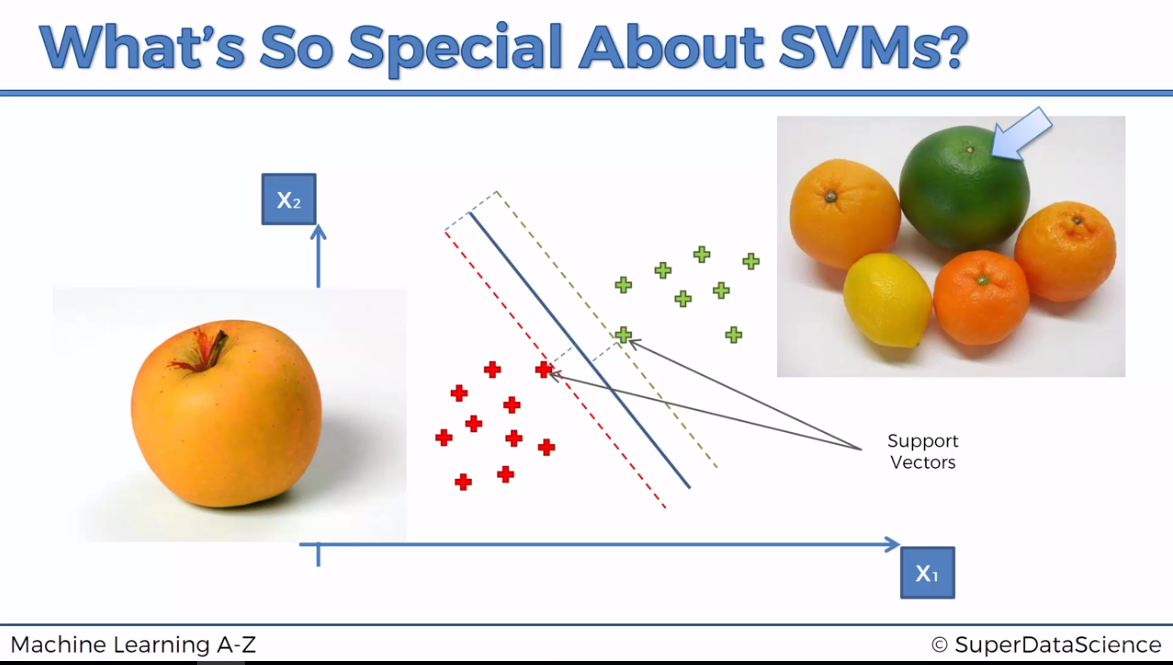 What's So Special About SVMs?
X₂
Support
Vectors
X₁
Machine Learning A-Z
© SuperDataScience